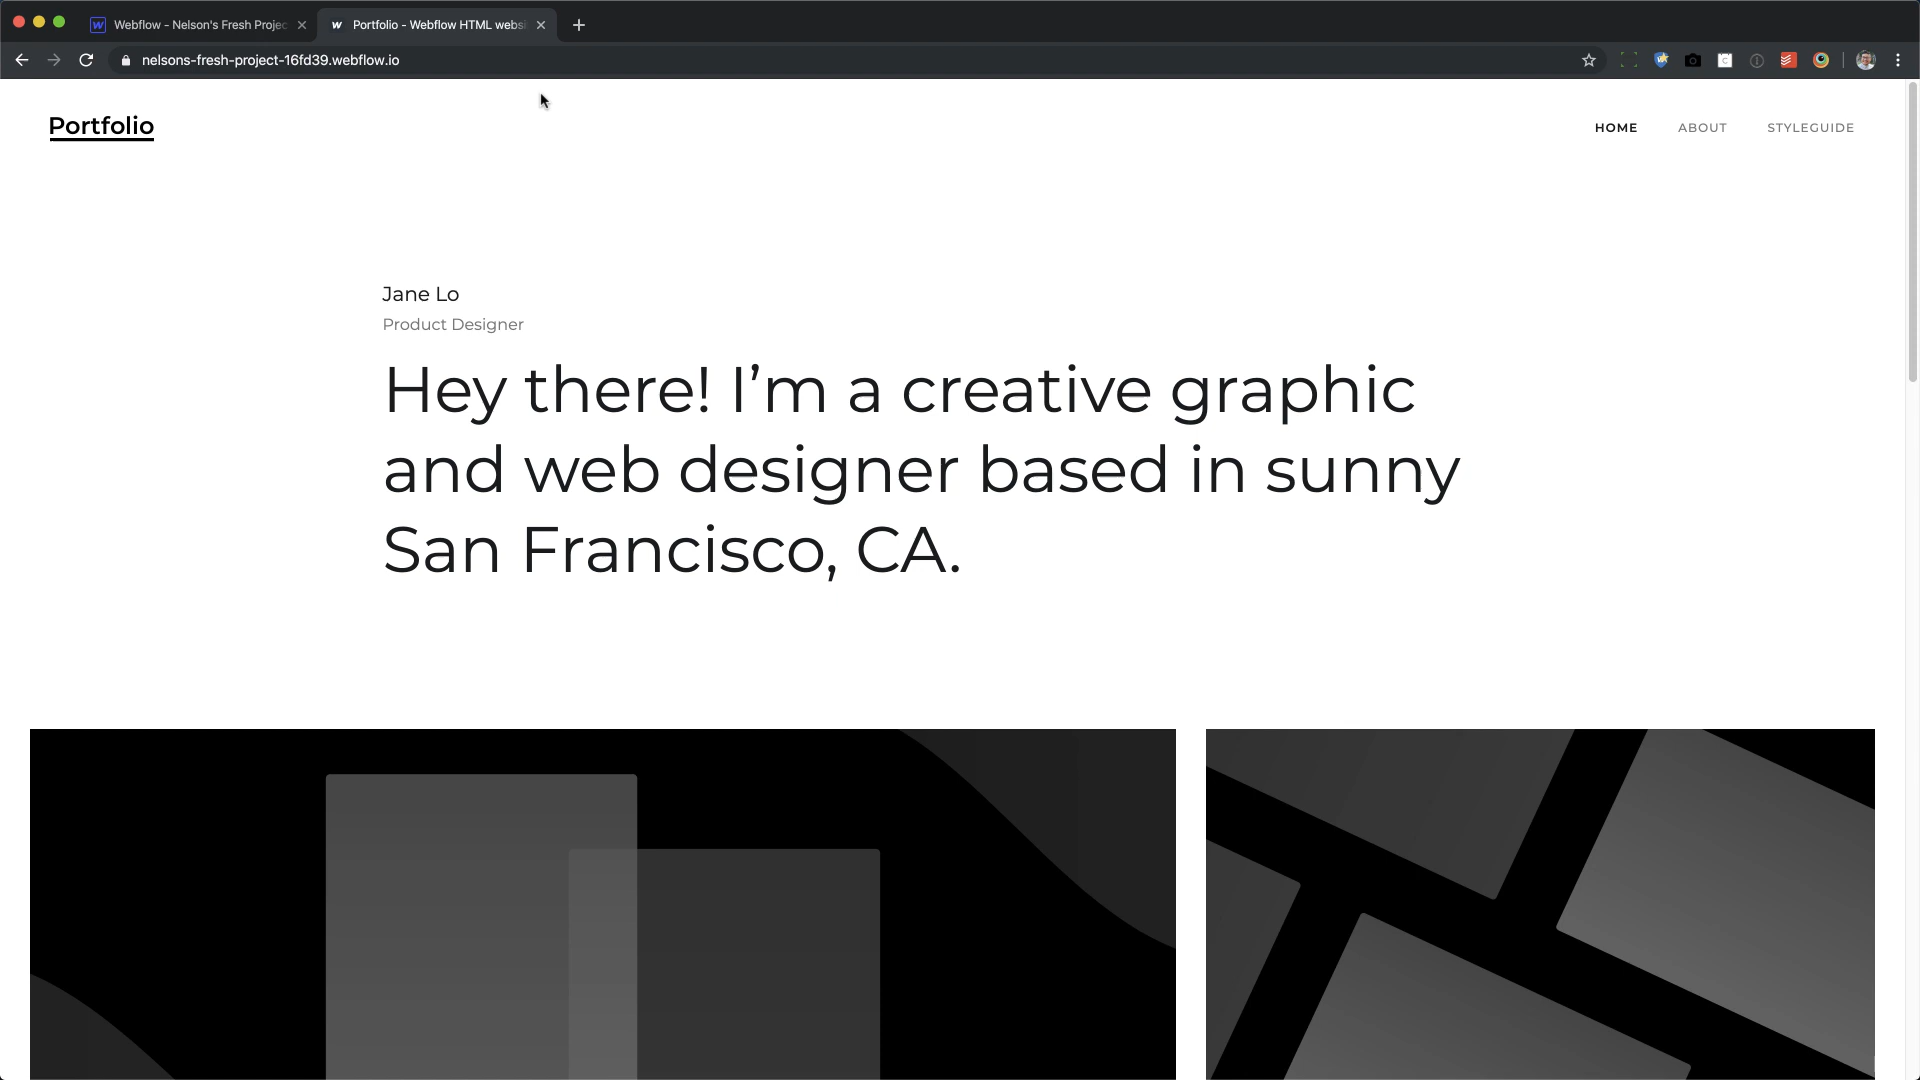 Webflow - Nelson's Fresh Projec
Portfolio - Webflow HTML websi
nelsons-fresh-project-16fd39.webflow.io
Portfolio
HOME
ABOUT
STYLEGUIDE
Jane Lo
Product Designer
Hey there! I’m a creative graphic
and web designer based in sunny
San Francisco, CA.